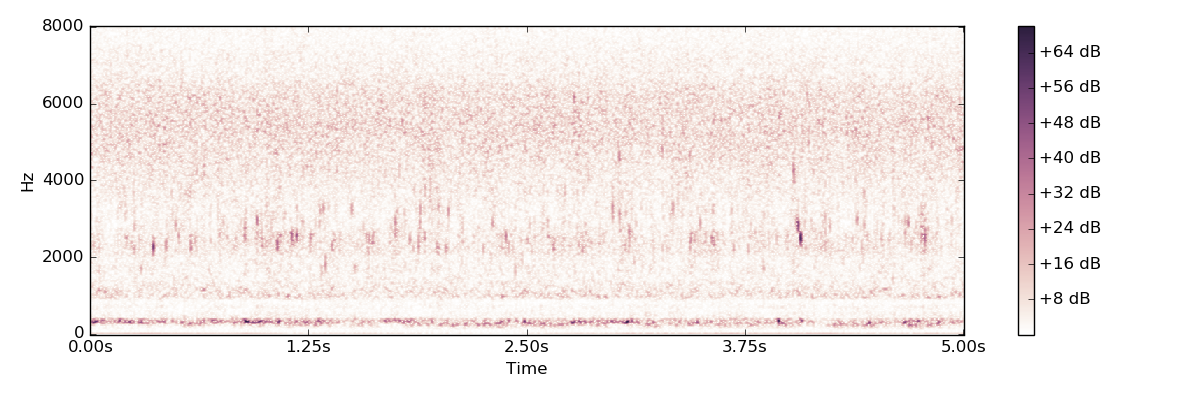 8000
6000
4000
2000
0
Hz
0.00s 1.25s 2.50s 3.75s 5.00s
Time
+64 dB
+56 dB
+48 dB
+40 dB
+32 dB
+24 dB
+16 dB
+8 dB